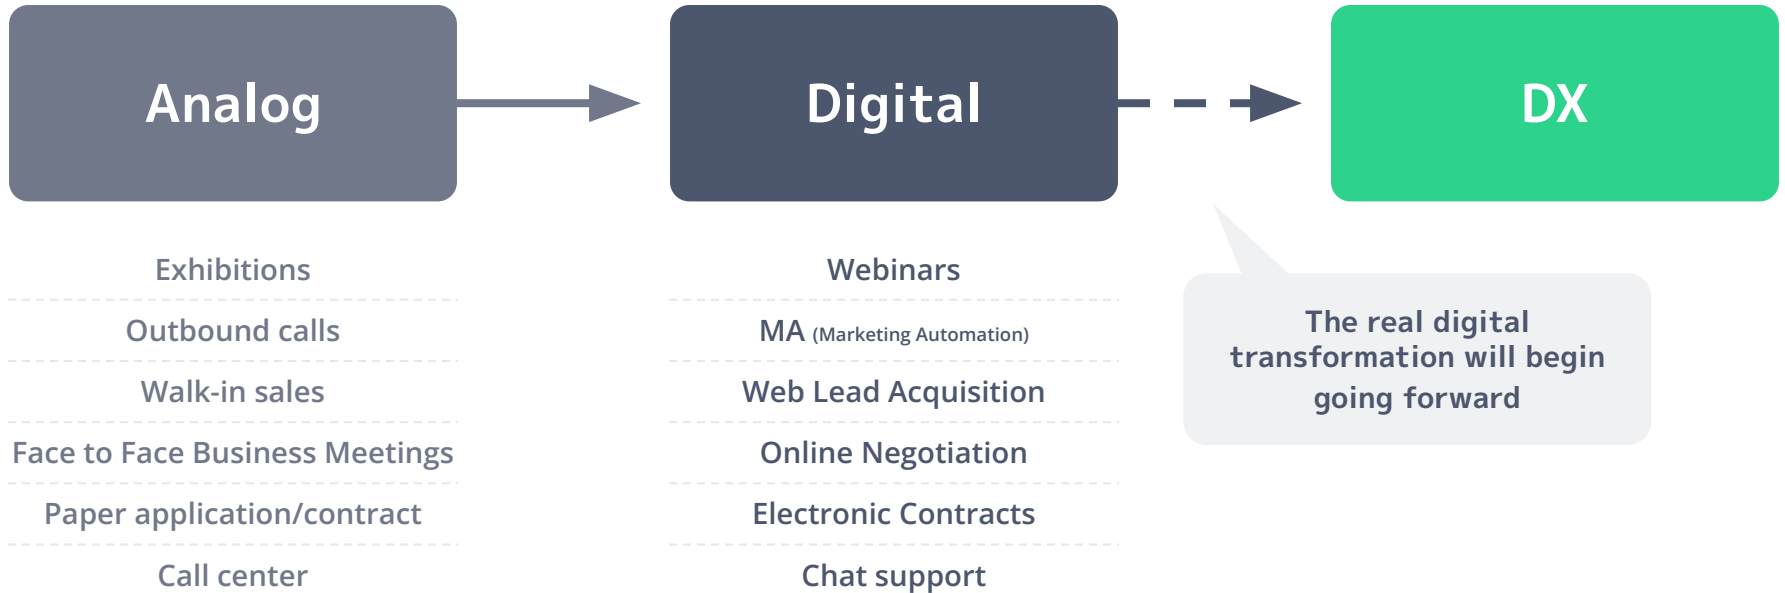 Analog
Digital
DX
Exhibitions
Outbound calls
Walk-in sales
Face to Face Business Meetings
Paper application/contract
Call center
Webinars
MA (Marketing Automation)
Web Lead Acquisition
Online Negotiation
Electronic Contracts
Chat support
The real digital
transformation will begin
going forward